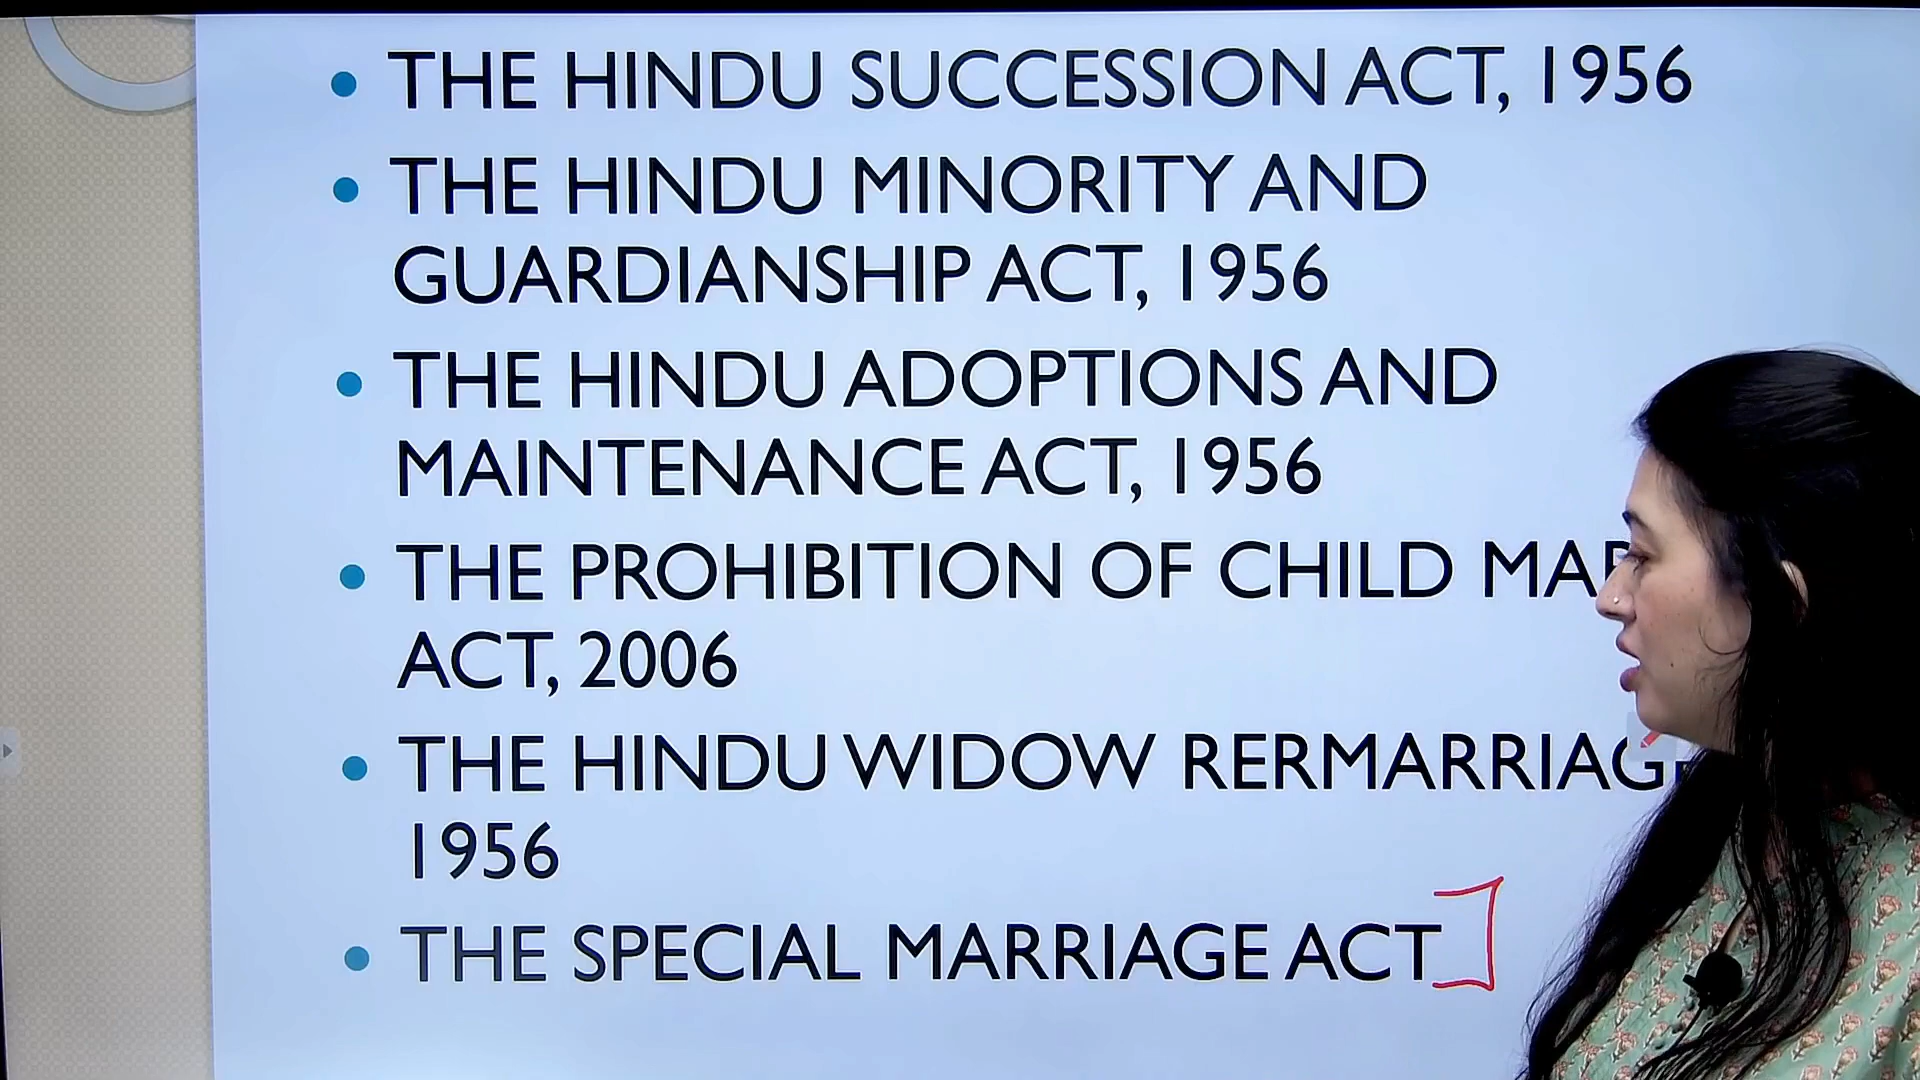 THE HINDU SUCCESSION ACT, 1956
THE HINDU MINORITY AND
GUARDIANSHIP ACT, 1956
THE HINDU ADOPTIONS AND
MAINTENANCE ACT, 1956
THE PROHIBITION OF CHILD
ACT, 2006
THE HINDU WIDOW
1956
THE SPECIAL MARRIAGE ACT